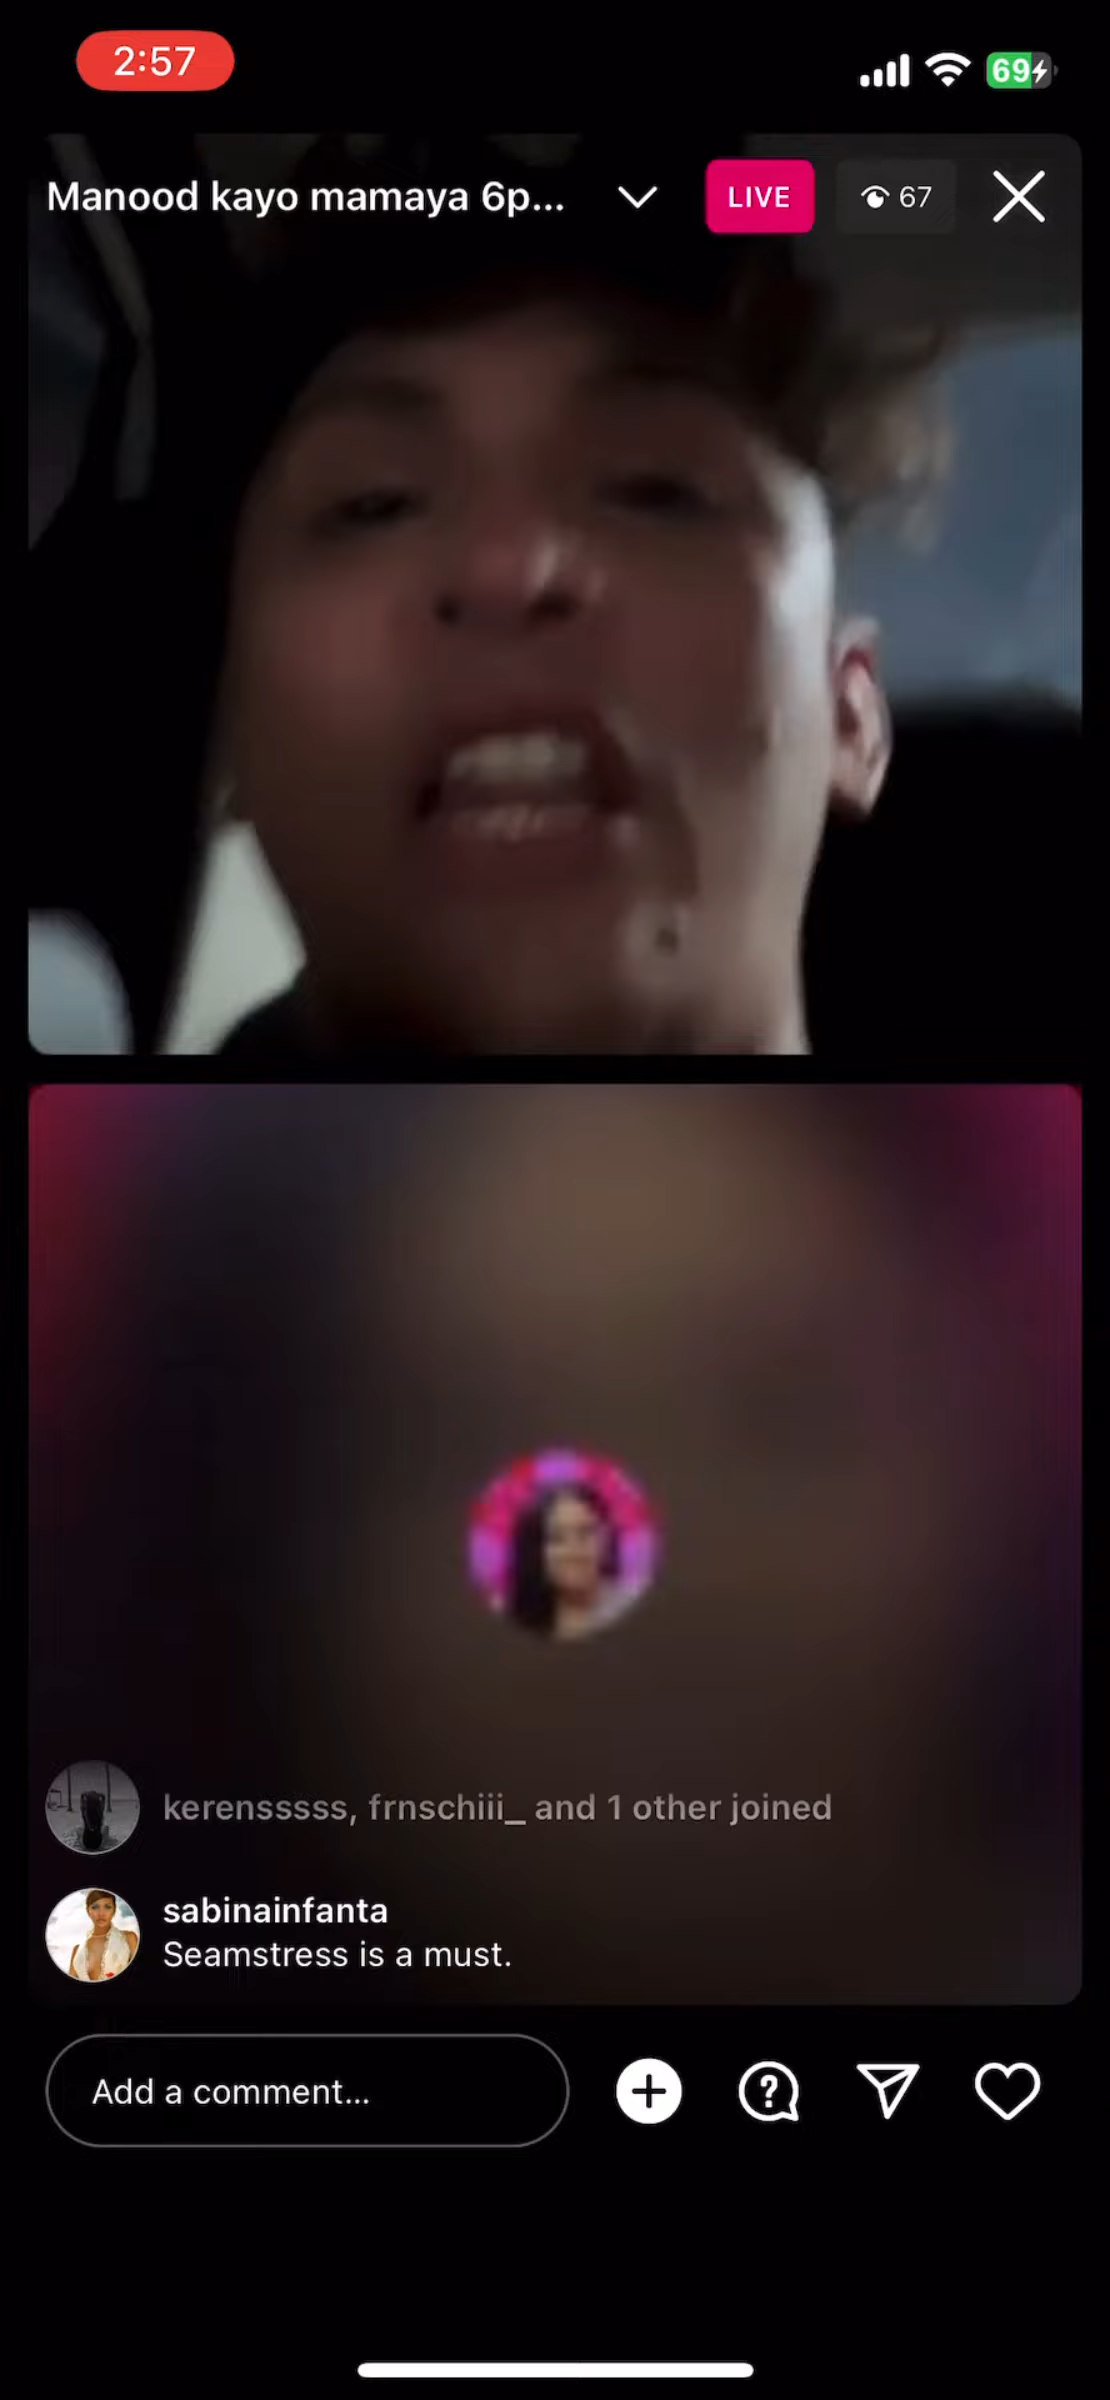 2:57
69
Manood kayo mamaya 6p...
LIVE
67
kerensssss, frnschiii_ and 1 other joined
sabinainfanta
Seamstress is a must.
Add a comment...